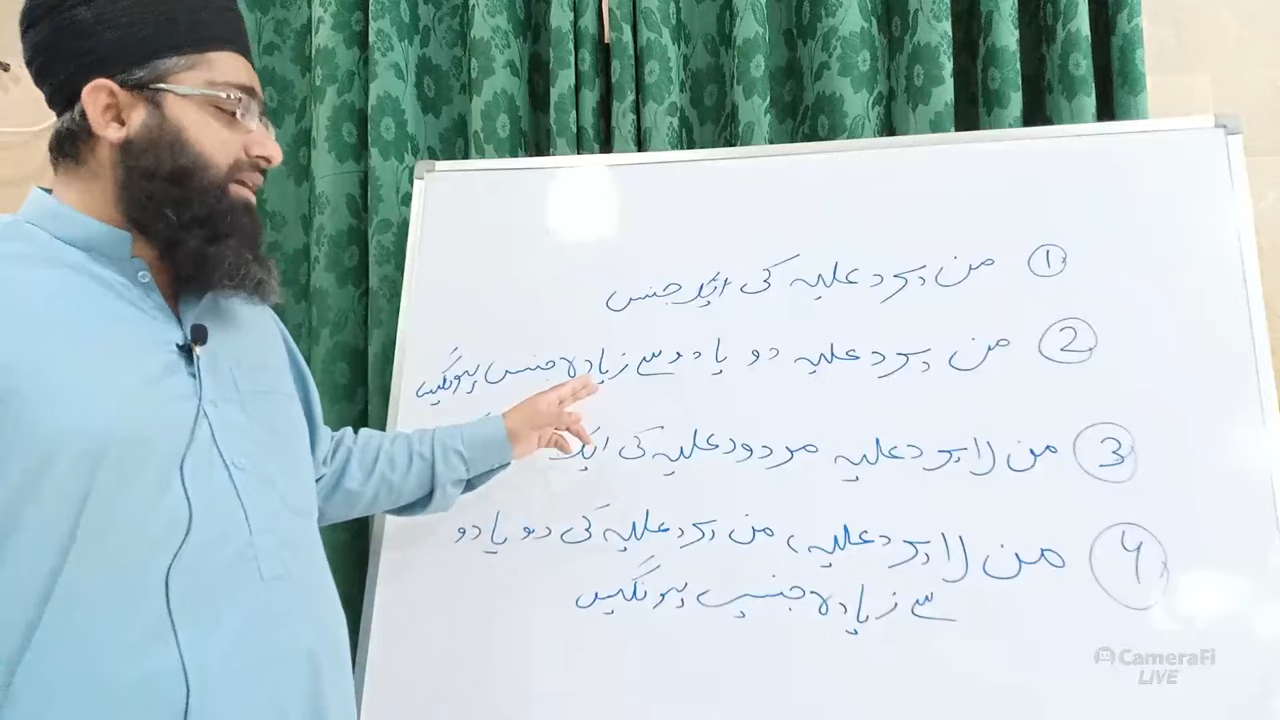 ① من یرد علیہ کی ایک جنس
② من یرد علیہ دو یا دو سے زیادہ جنس ہونگیں
③ من لا یرد علیہ مردود علیہ کی ایک
④ من لا یرد علیہ، من یرد علیہ کی دو یا دو
سے زیادہ جنسیں ہونگیں
CameraFi
LIVE